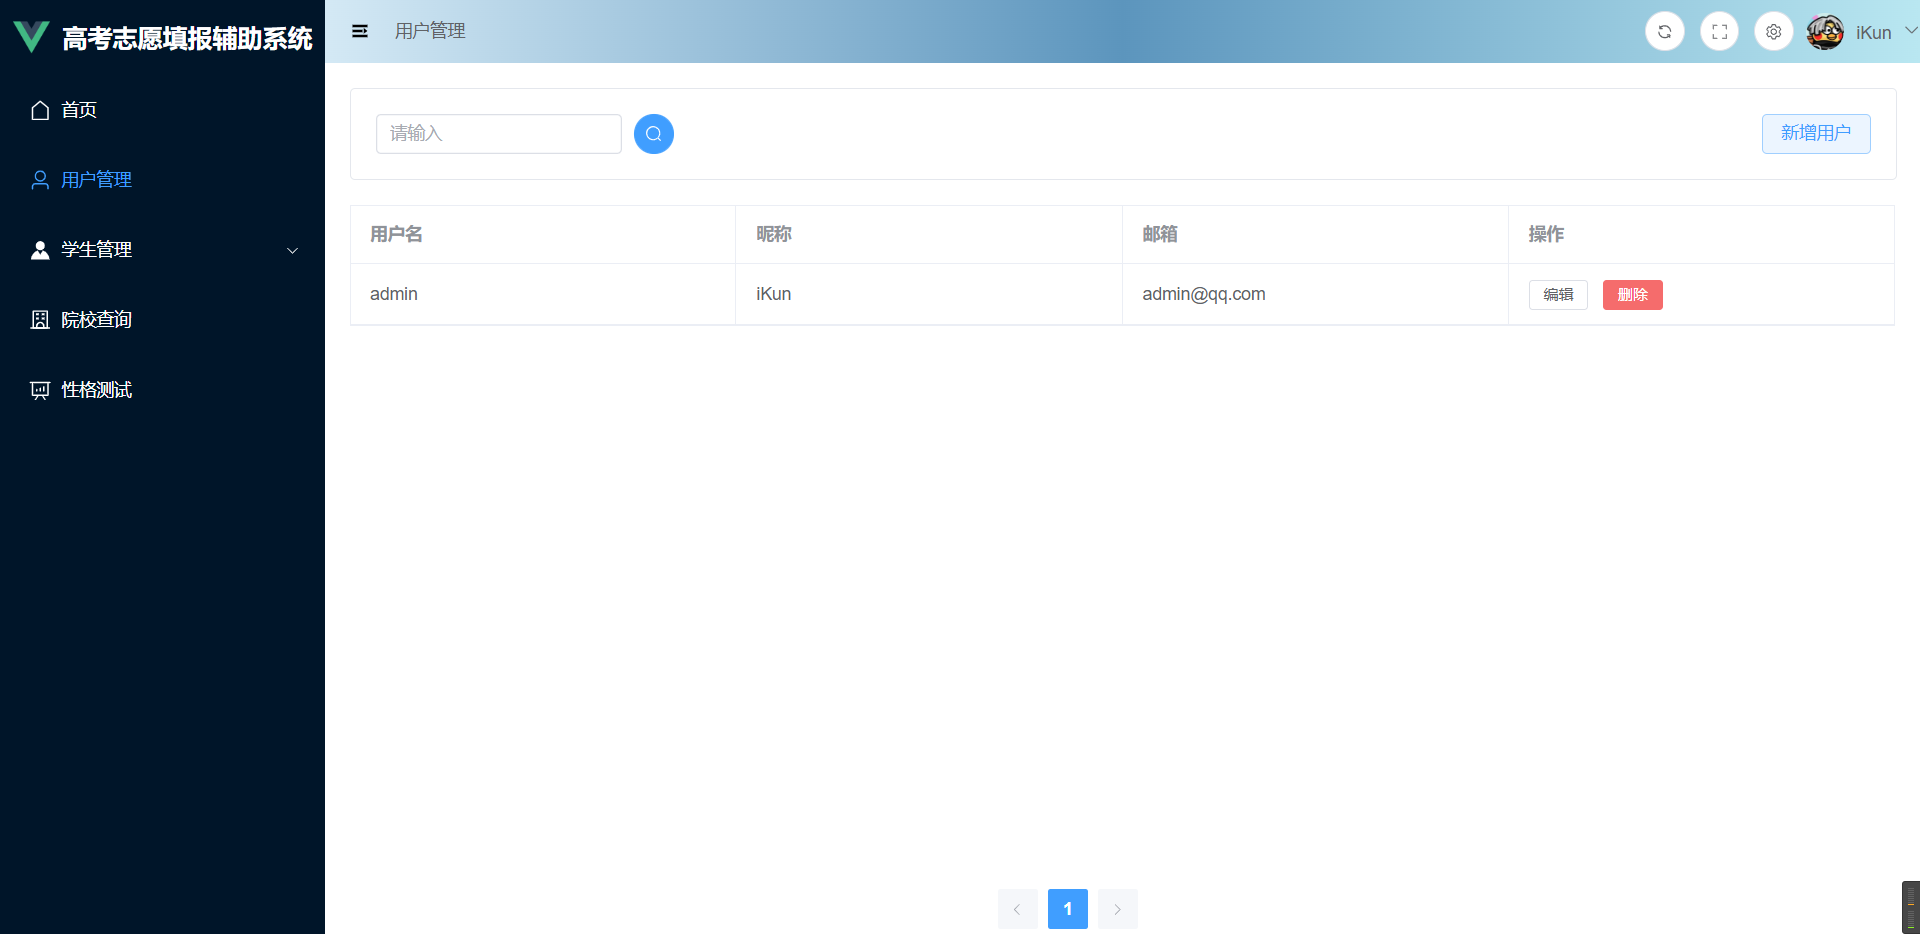 高考志愿填报辅助系统
首页
用户管理
学生管理
院校查询
性格测试
用户管理
iKun
请输入
新增用户
用户名 昵称 邮箱 操作
admin iKun admin@qq.com 编辑 删除
1